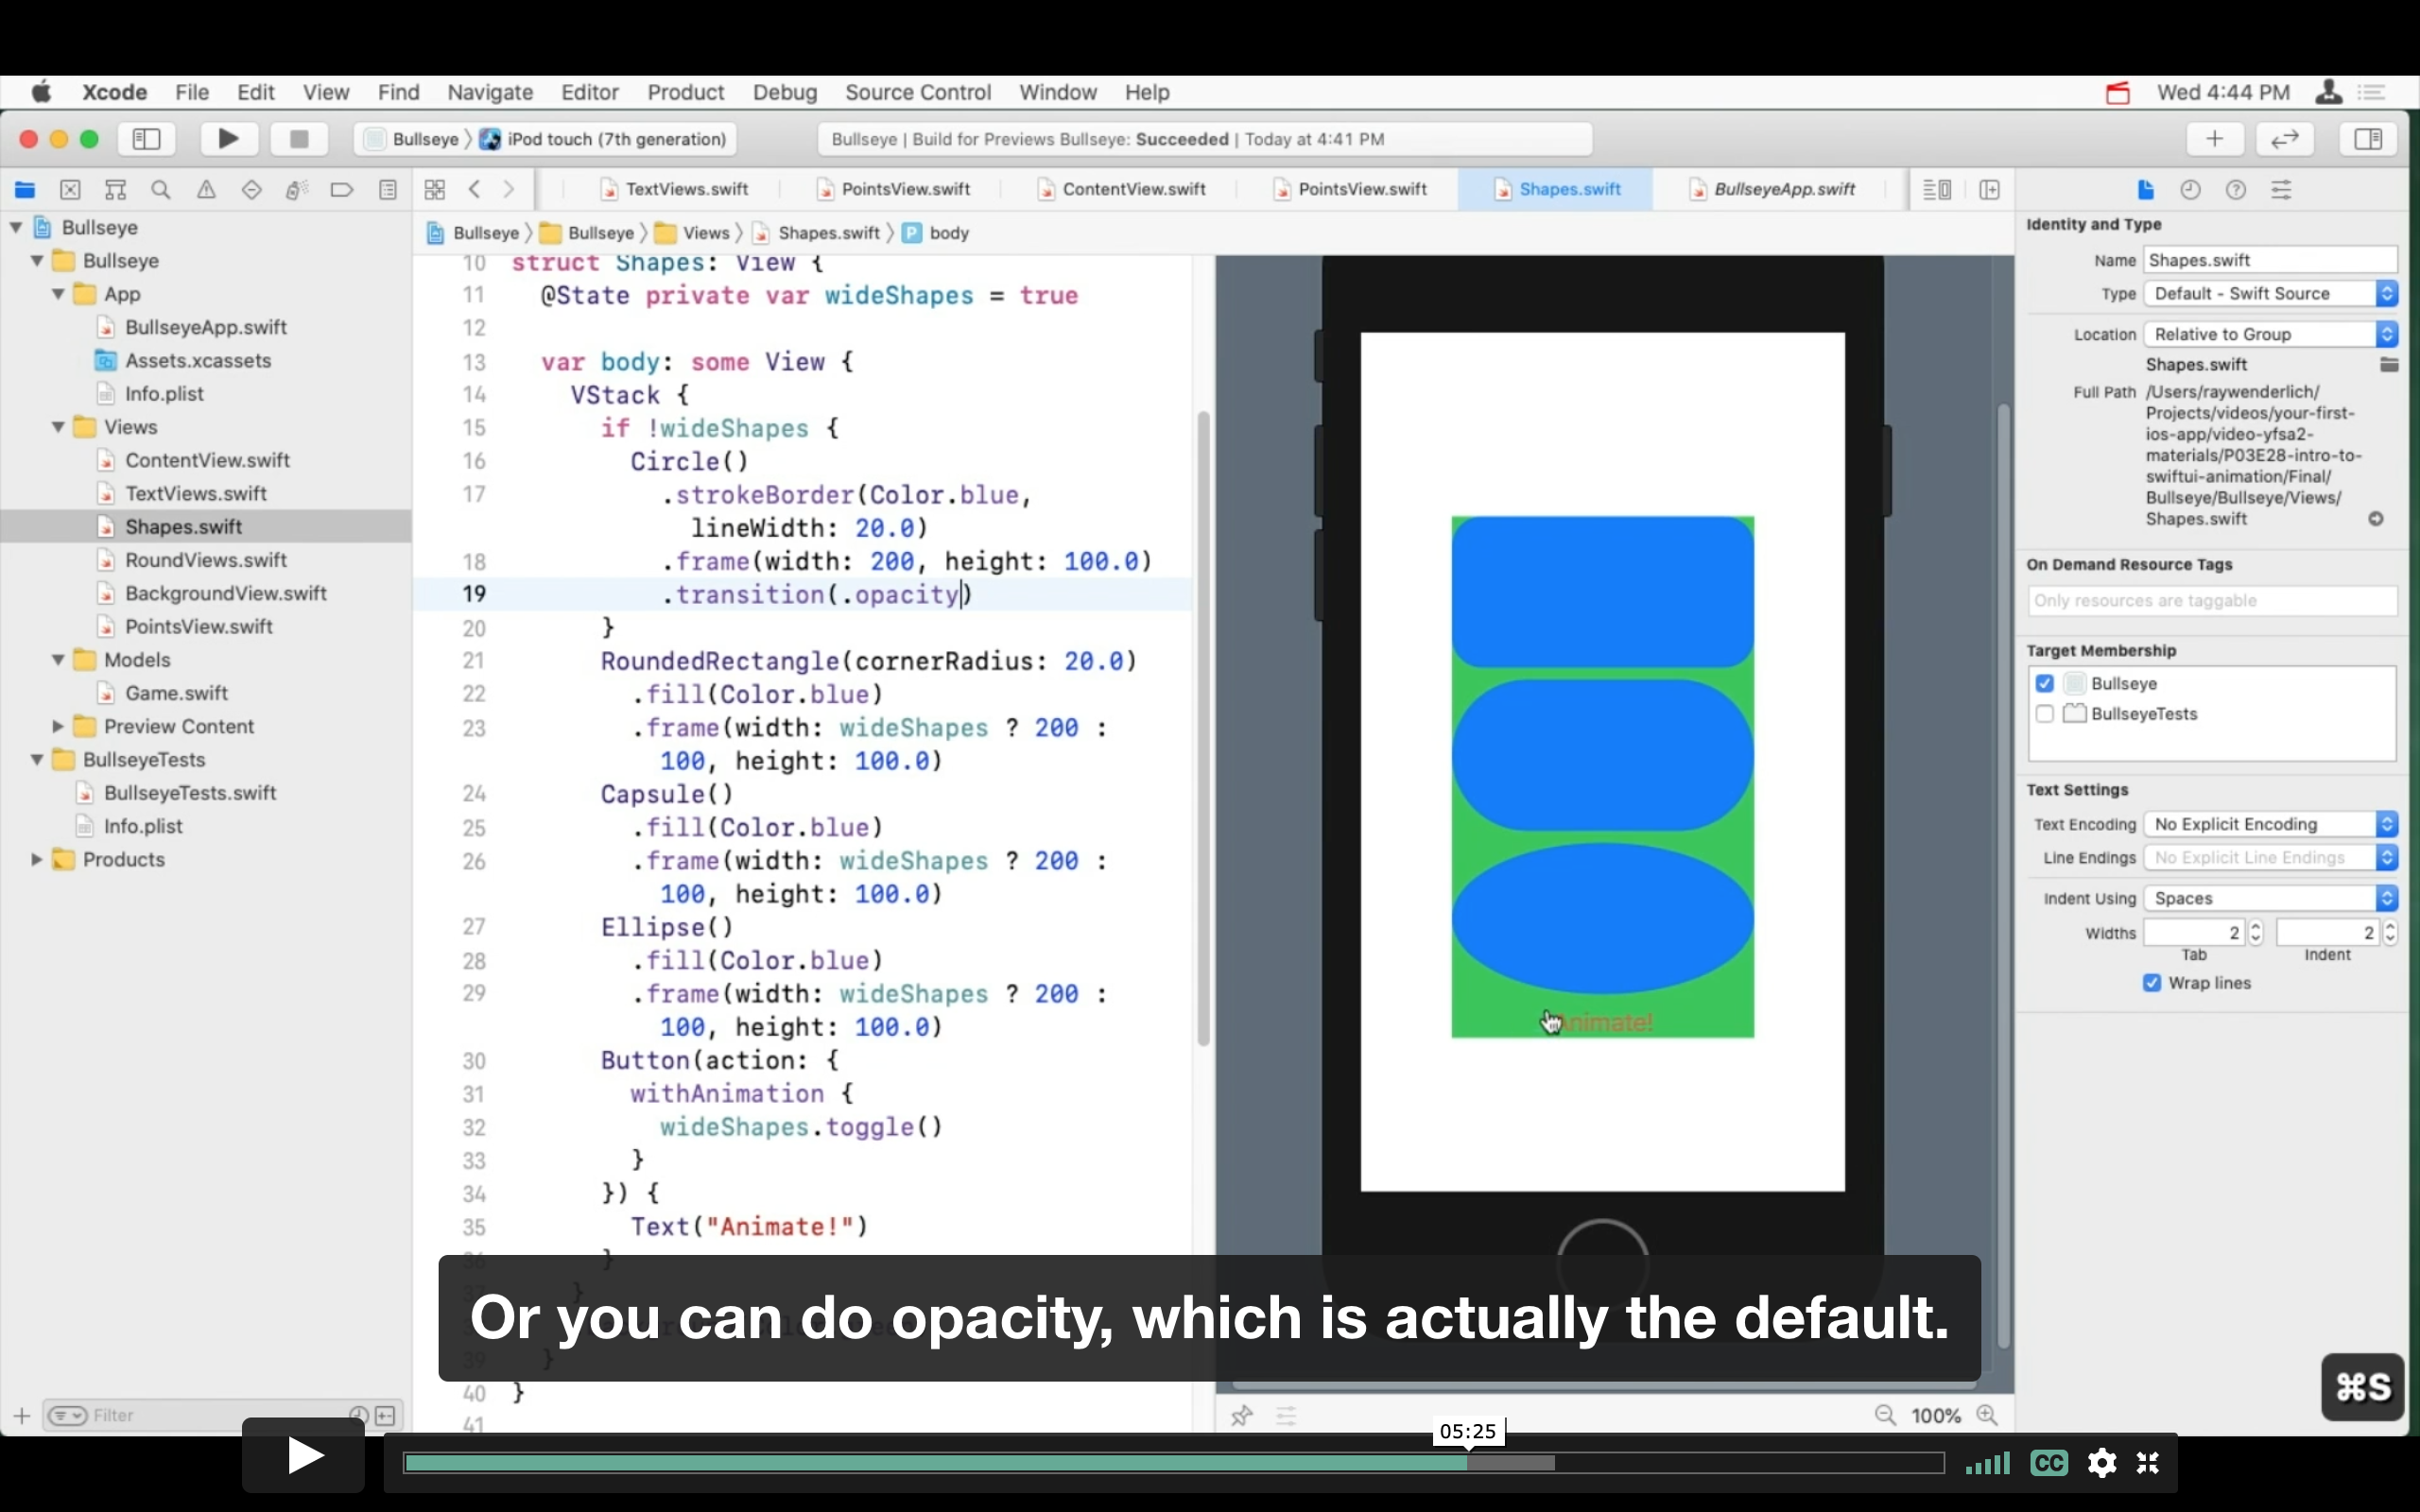 Xcode File Edit View Find Navigate Editor Product Debug Source Control Window Help Wed 4:44 PM
Bullseye iPod touch (7th generation) Bullseye | Build for Previews Bullseye: Succeeded | Today at 4:41 PM
TextViews.swift PointsView.swift ContentView.swift PointsView.swift Shapes.swift BullseyeApp.swift
Bullseye Bullseye Views Shapes.swift P body
Bullseye
Bullseye
App
BullseyeApp.swift
Assets.xcassets
Info.plist
Views
ContentView.swift
TextViews.swift
Shapes.swift
RoundViews.swift
BackgroundView.swift
PointsView.swift
Models
Game.swift
Preview Content
BullseyeTests
BullseyeTests.swift
Info.plist
Products
Filter
10 struct Shapes: View {
11 @State private var wideShapes = true
12
13 var body: some View {
14 VStack {
15 if !wideShapes {
16 Circle()
17 .strokeBorder(Color.blue,
lineWidth: 20.0)
18 .frame(width: 200, height: 100.0)
19 .transition(.opacity)
20 }
21 RoundedRectangle(cornerRadius: 20.0)
22 .fill(Color.blue)
23 .frame(width: wideShapes ? 200 :
100, height: 100.0)
24 Capsule()
25 .fill(Color.blue)
26 .frame(width: wideShapes ? 200 :
100, height: 100.0)
27 Ellipse()
28 .fill(Color.blue)
29 .frame(width: wideShapes ? 200 :
100, height: 100.0)
30 Button(action: {
31 withAnimation {
32 wideShapes.toggle()
33 }
34 }) {
35 Text("Animate!")
36 }
39 }
40 }
41
Animate!
100%
Identity and Type
Name Shapes.swift
Type Default - Swift Source
Location Relative to Group
Shapes.swift
Full Path /Users/raywenderlich/
Projects/videos/your-first-
ios-app/video-yfsa2-
materials/P03E28-intro-to-
swiftui-animation/Final/
Bullseye/Bullseye/Views/
Shapes.swift
On Demand Resource Tags
Only resources are taggable
Target Membership
Bullseye
BullseyeTests
Text Settings
Text Encoding No Explicit Encoding
Line Endings No Explicit Line Endings
Indent Using Spaces
Widths 2 2
Tab Indent
Wrap lines
Or you can do opacity, which is actually the default.
⌘S
05:25
CC